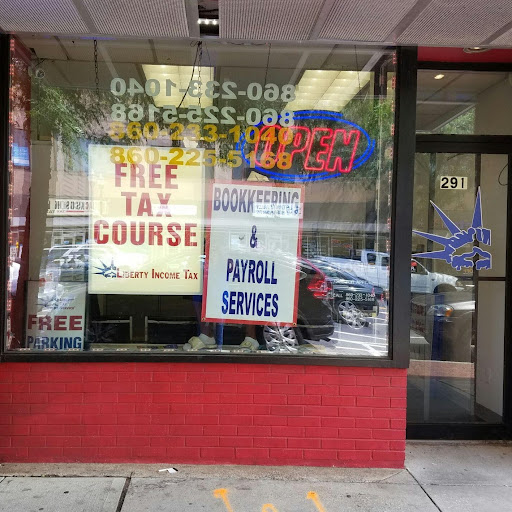 860-233-1040
860-225-5168
860-233-1040
860-225-5168
OPEN
FREE
TAX
COURSE
LIBERTY INCOME TAX
BOOKKEEPING
&
PAYROLL
SERVICES
FREE
PARKING
291